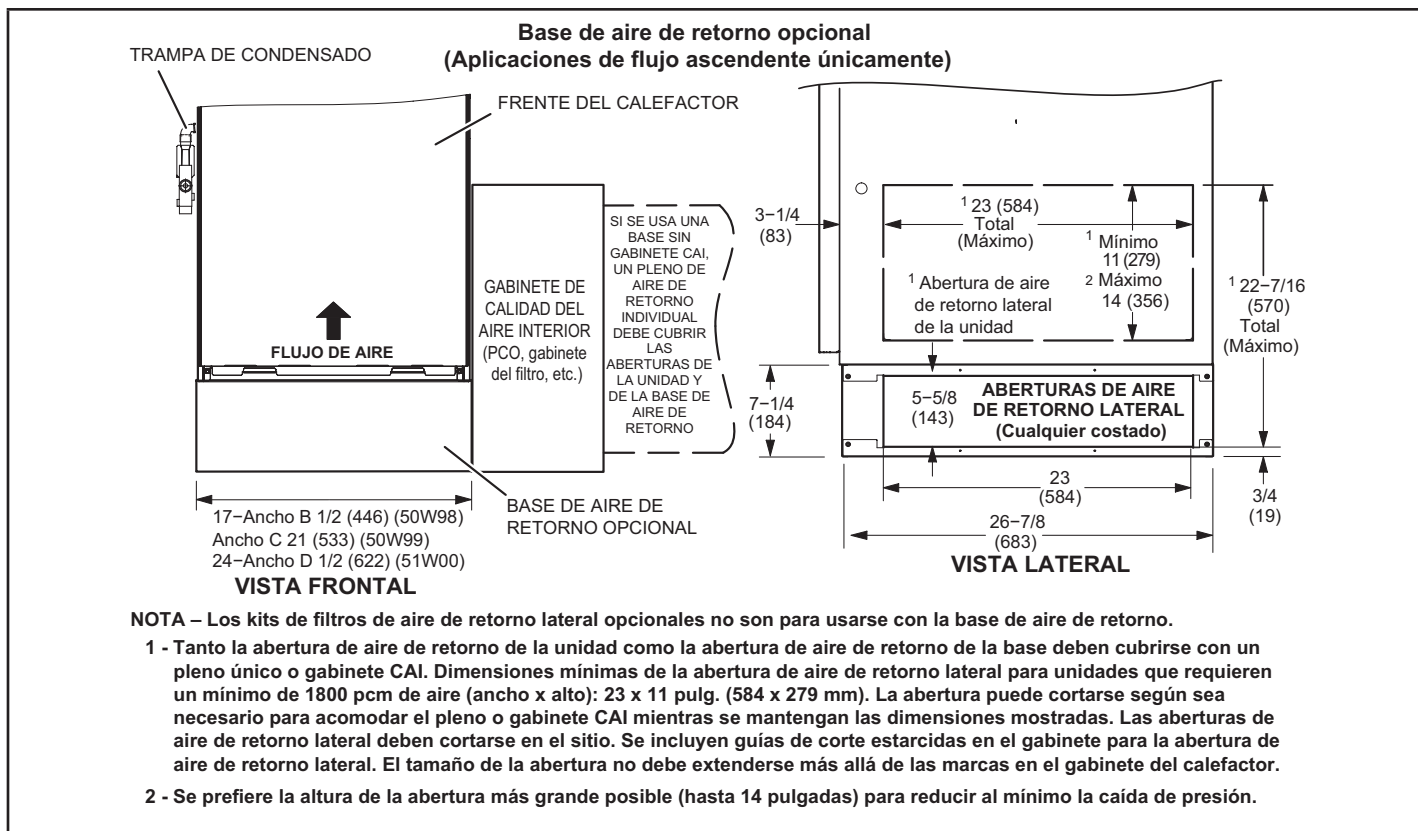 Base de aire de retorno opcional
(Aplicaciones de flujo ascendente únicamente)
TRAMPA DE CONDENSADO
FRENTE DEL CALEFACTOR
FLUJO DE AIRE
GABINETE DE
CALIDAD DEL
AIRE INTERIOR
(PCO, gabinete
del filtro, etc.)
SI SE USA UNA
BASE SIN
GABINETE CAI,
UN PLENO DE
AIRE DE
RETORNO
INDIVIDUAL
DEBE CUBRIR
LAS
ABERTURAS DE
LA UNIDAD Y
DE LA BASE DE
AIRE DE
RETORNO
BASE DE AIRE DE
RETORNO OPCIONAL
17−Ancho B 1/2 (446) (50W98)
Ancho C 21 (533) (50W99)
24−Ancho D 1/2 (622) (51W00)
VISTA FRONTAL
3−1/4
(83)
1 23 (584)
Total
(Máximo)
1 Mínimo
11 (279)
2 Máximo
14 (356)
1 Abertura de aire
de retorno lateral
de la unidad
1 22−7/16
(570)
Total
(Máximo)
7−1/4
(184)
5−5/8
(143)
ABERTURAS DE AIRE
DE RETORNO LATERAL
(Cualquier costado)
23
(584)
3/4
(19)
26−7/8
(683)
VISTA LATERAL
NOTA – Los kits de filtros de aire de retorno lateral opcionales no son para usarse con la base de aire de retorno.
1 - Tanto la abertura de aire de retorno de la unidad como la abertura de aire de retorno de la base deben cubrirse con un
pleno único o gabinete CAI. Dimensiones mínimas de la abertura de aire de retorno lateral para unidades que requieren
un mínimo de 1800 pcm de aire (ancho x alto): 23 x 11 pulg. (584 x 279 mm). La abertura puede cortarse según sea
necesario para acomodar el pleno o gabinete CAI mientras se mantengan las dimensiones mostradas. Las aberturas de
aire de retorno lateral deben cortarse en el sitio. Se incluyen guías de corte estarcidas en el gabinete para la abertura de
aire de retorno lateral. El tamaño de la abertura no debe extenderse más allá de las marcas en el gabinete del calefactor.
2 - Se prefiere la altura de la abertura más grande posible (hasta 14 pulgadas) para reducir al mínimo la caída de presión.